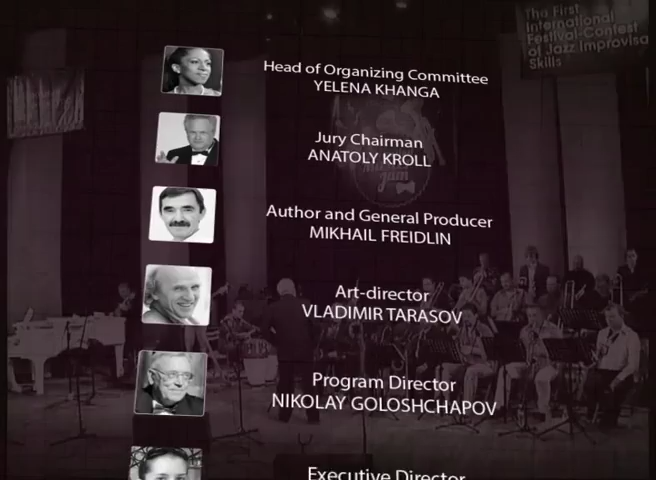 The First
International
Festival-Contest
of Jazz Improvisa
Skills
Head of Organizing Committee
YELENA KHANGA
Jury Chairman
ANATOLY KROLL
Author and General Producer
MIKHAIL FREIDLIN
Art-director
VLADIMIR TARASOV
Program Director
NIKOLAY GOLOSHCHAPOV
Executive Director